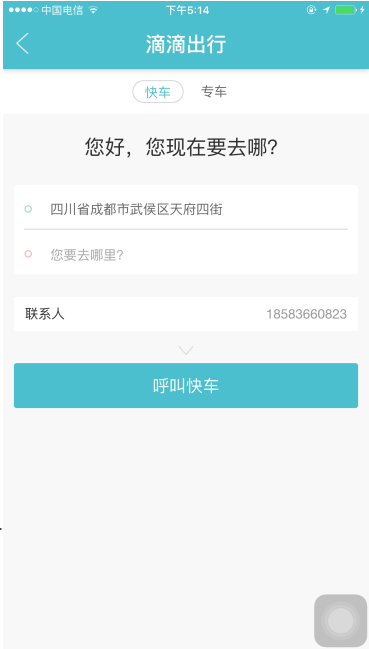 中国电信 下午5:14
滴滴出行
快车 专车
您好，您现在要去哪?
四川省成都市武侯区天府四街
您要去哪里?
联系人 18583660823
呼叫快车